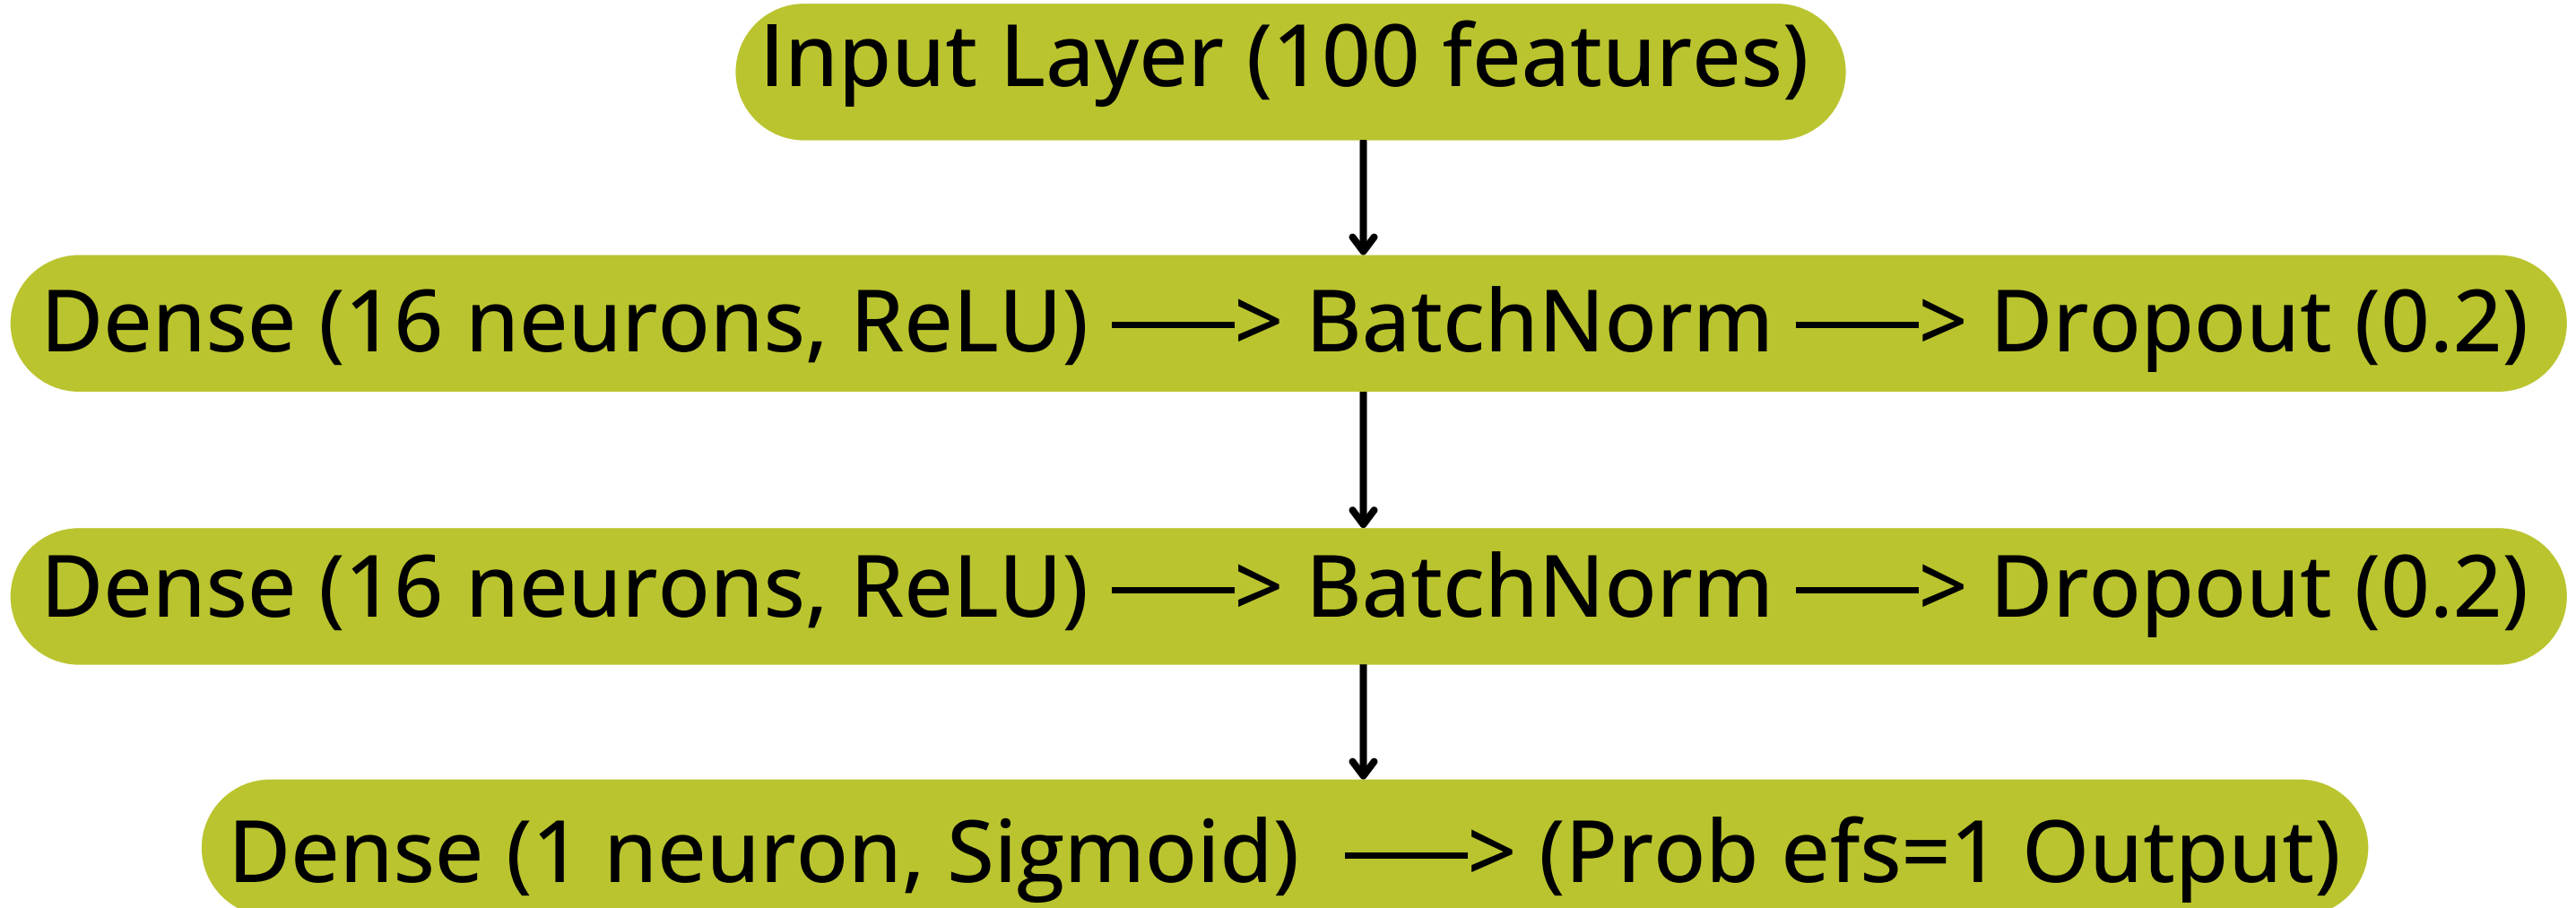 Input Layer (100 features)
Dense (16 neurons, ReLU) ——> BatchNorm ——> Dropout (0.2)
Dense (16 neurons, ReLU) ——> BatchNorm ——> Dropout (0.2)
Dense (1 neuron, Sigmoid) ——> (Prob efs=1 Output)